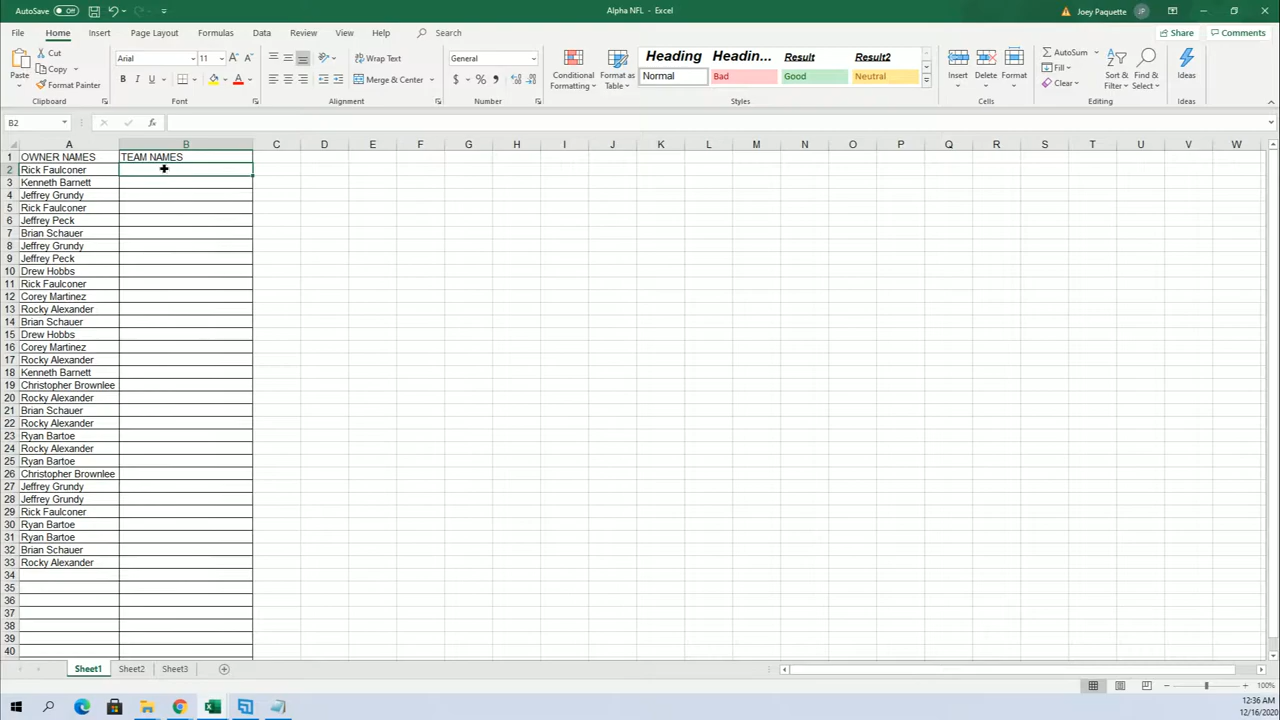 AutoSave Off
Alpha NFL - Excel
Joey Paquette JP
File Home Insert Page Layout Formulas Data Review View Help Search
Share Comments
Paste
Cut
Copy
Format Painter
Clipboard
Arial 11
B I U
Font
Wrap Text
Merge & Center
Alignment
General
$ % ,
Number
Conditional Formatting
Format as Table
Heading Headin... Result Result2
Normal Bad Good Neutral
Styles
Insert Delete Format
Cells
AutoSum
Fill
Clear
Sort & Filter
Find & Select
Editing
Ideas
Ideas
B2 fx
A B C D E F G H I J K L M N O P Q R S T U V W
1 OWNER NAMES TEAM NAMES
2 Rick Faulconer
3 Kenneth Barnett
4 Jeffrey Grundy
5 Rick Faulconer
6 Jeffrey Peck
7 Brian Schauer
8 Jeffrey Grundy
9 Jeffrey Peck
10 Drew Hobbs
11 Rick Faulconer
12 Corey Martinez
13 Rocky Alexander
14 Brian Schauer
15 Drew Hobbs
16 Corey Martinez
17 Rocky Alexander
18 Kenneth Barnett
19 Christopher Brownlee
20 Rocky Alexander
21 Brian Schauer
22 Rocky Alexander
23 Ryan Bartoe
24 Rocky Alexander
25 Ryan Bartoe
26 Christopher Brownlee
27 Jeffrey Grundy
28 Jeffrey Grundy
29 Rick Faulconer
30 Ryan Bartoe
31 Ryan Bartoe
32 Brian Schauer
33 Rocky Alexander
34
35
36
37
38
39
40
Sheet1 Sheet2 Sheet3
100%
12:36 AM
12/16/2020